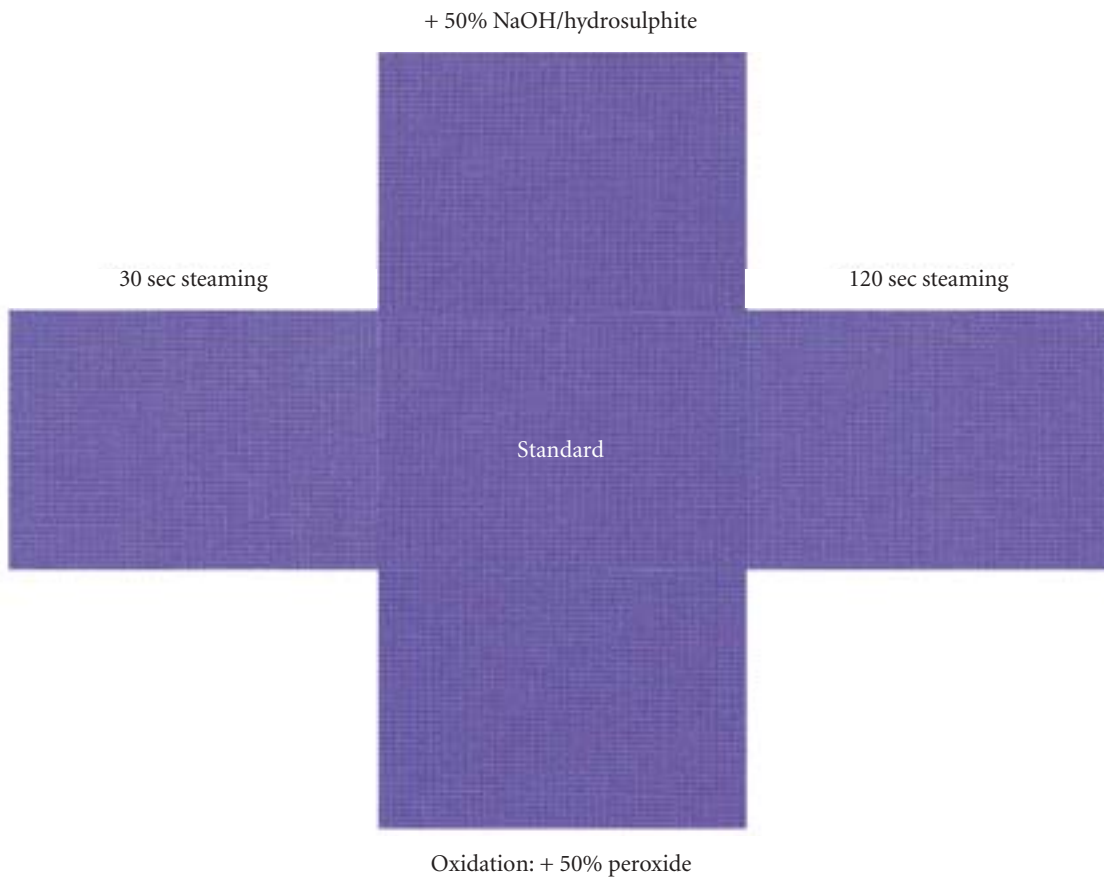 + 50% NaOH/hydrosulphite
30 sec steaming
120 sec steaming
Standard
Oxidation: + 50% peroxide